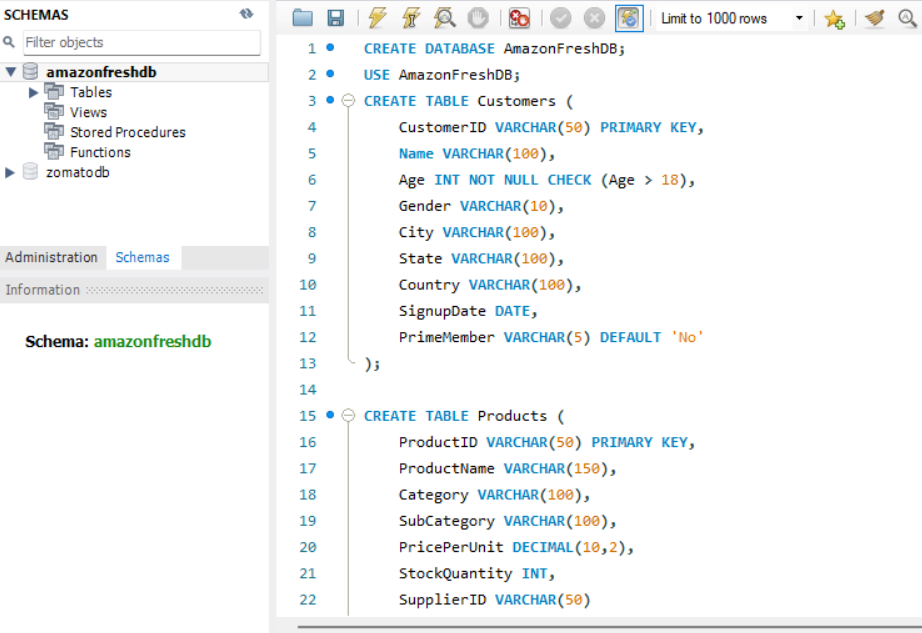 SCHEMAS
Filter objects
amazonfreshdb
Tables
Views
Stored Procedures
Functions
zomatodb
Administration Schemas
Information
Schema: amazonfreshdb
Limit to 1000 rows
1 CREATE DATABASE AmazonFreshDB;
2 USE AmazonFreshDB;
3 CREATE TABLE Customers (
4 CustomerID VARCHAR(50) PRIMARY KEY,
5 Name VARCHAR(100),
6 Age INT NOT NULL CHECK (Age > 18),
7 Gender VARCHAR(10),
8 City VARCHAR(100),
9 State VARCHAR(100),
10 Country VARCHAR(100),
11 SignupDate DATE,
12 PrimeMember VARCHAR(5) DEFAULT 'No'
13 );
14
15 CREATE TABLE Products (
16 ProductID VARCHAR(50) PRIMARY KEY,
17 ProductName VARCHAR(150),
18 Category VARCHAR(100),
19 SubCategory VARCHAR(100),
20 PricePerUnit DECIMAL(10,2),
21 StockQuantity INT,
22 SupplierID VARCHAR(50)